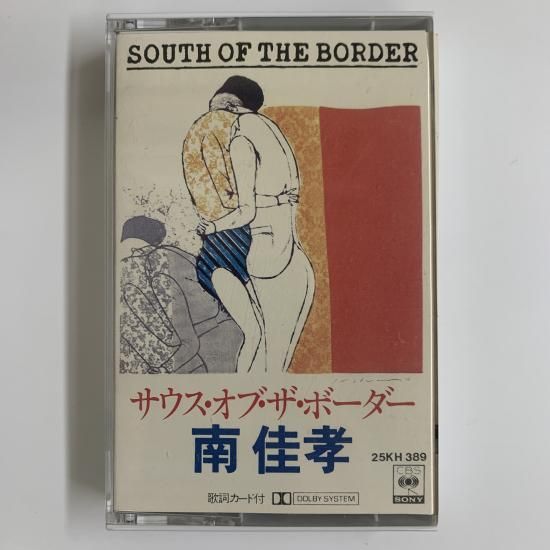 SOUTH OF THE BORDER
サウス・オブ・ザ・ボーダー
南 佳孝
25KH 389
CBS
SONY
歌詞カード付 DOLBY SYSTEM